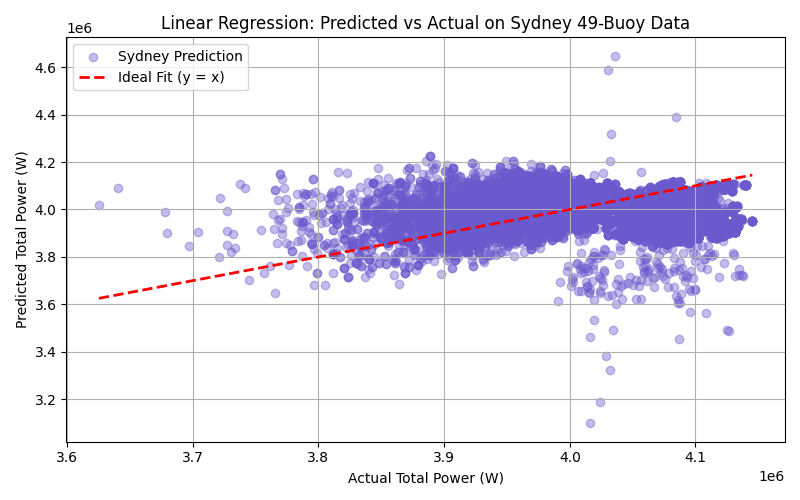 Linear Regression: Predicted vs Actual on Sydney 49-Buoy Data
1e6
Sydney Prediction
Ideal Fit (y = x)
4.6
4.4
4.2
4.0
3.8
3.6
3.4
3.2
Predicted Total Power (W)
3.6 3.7 3.8 3.9 4.0 4.1
1e6
Actual Total Power (W)